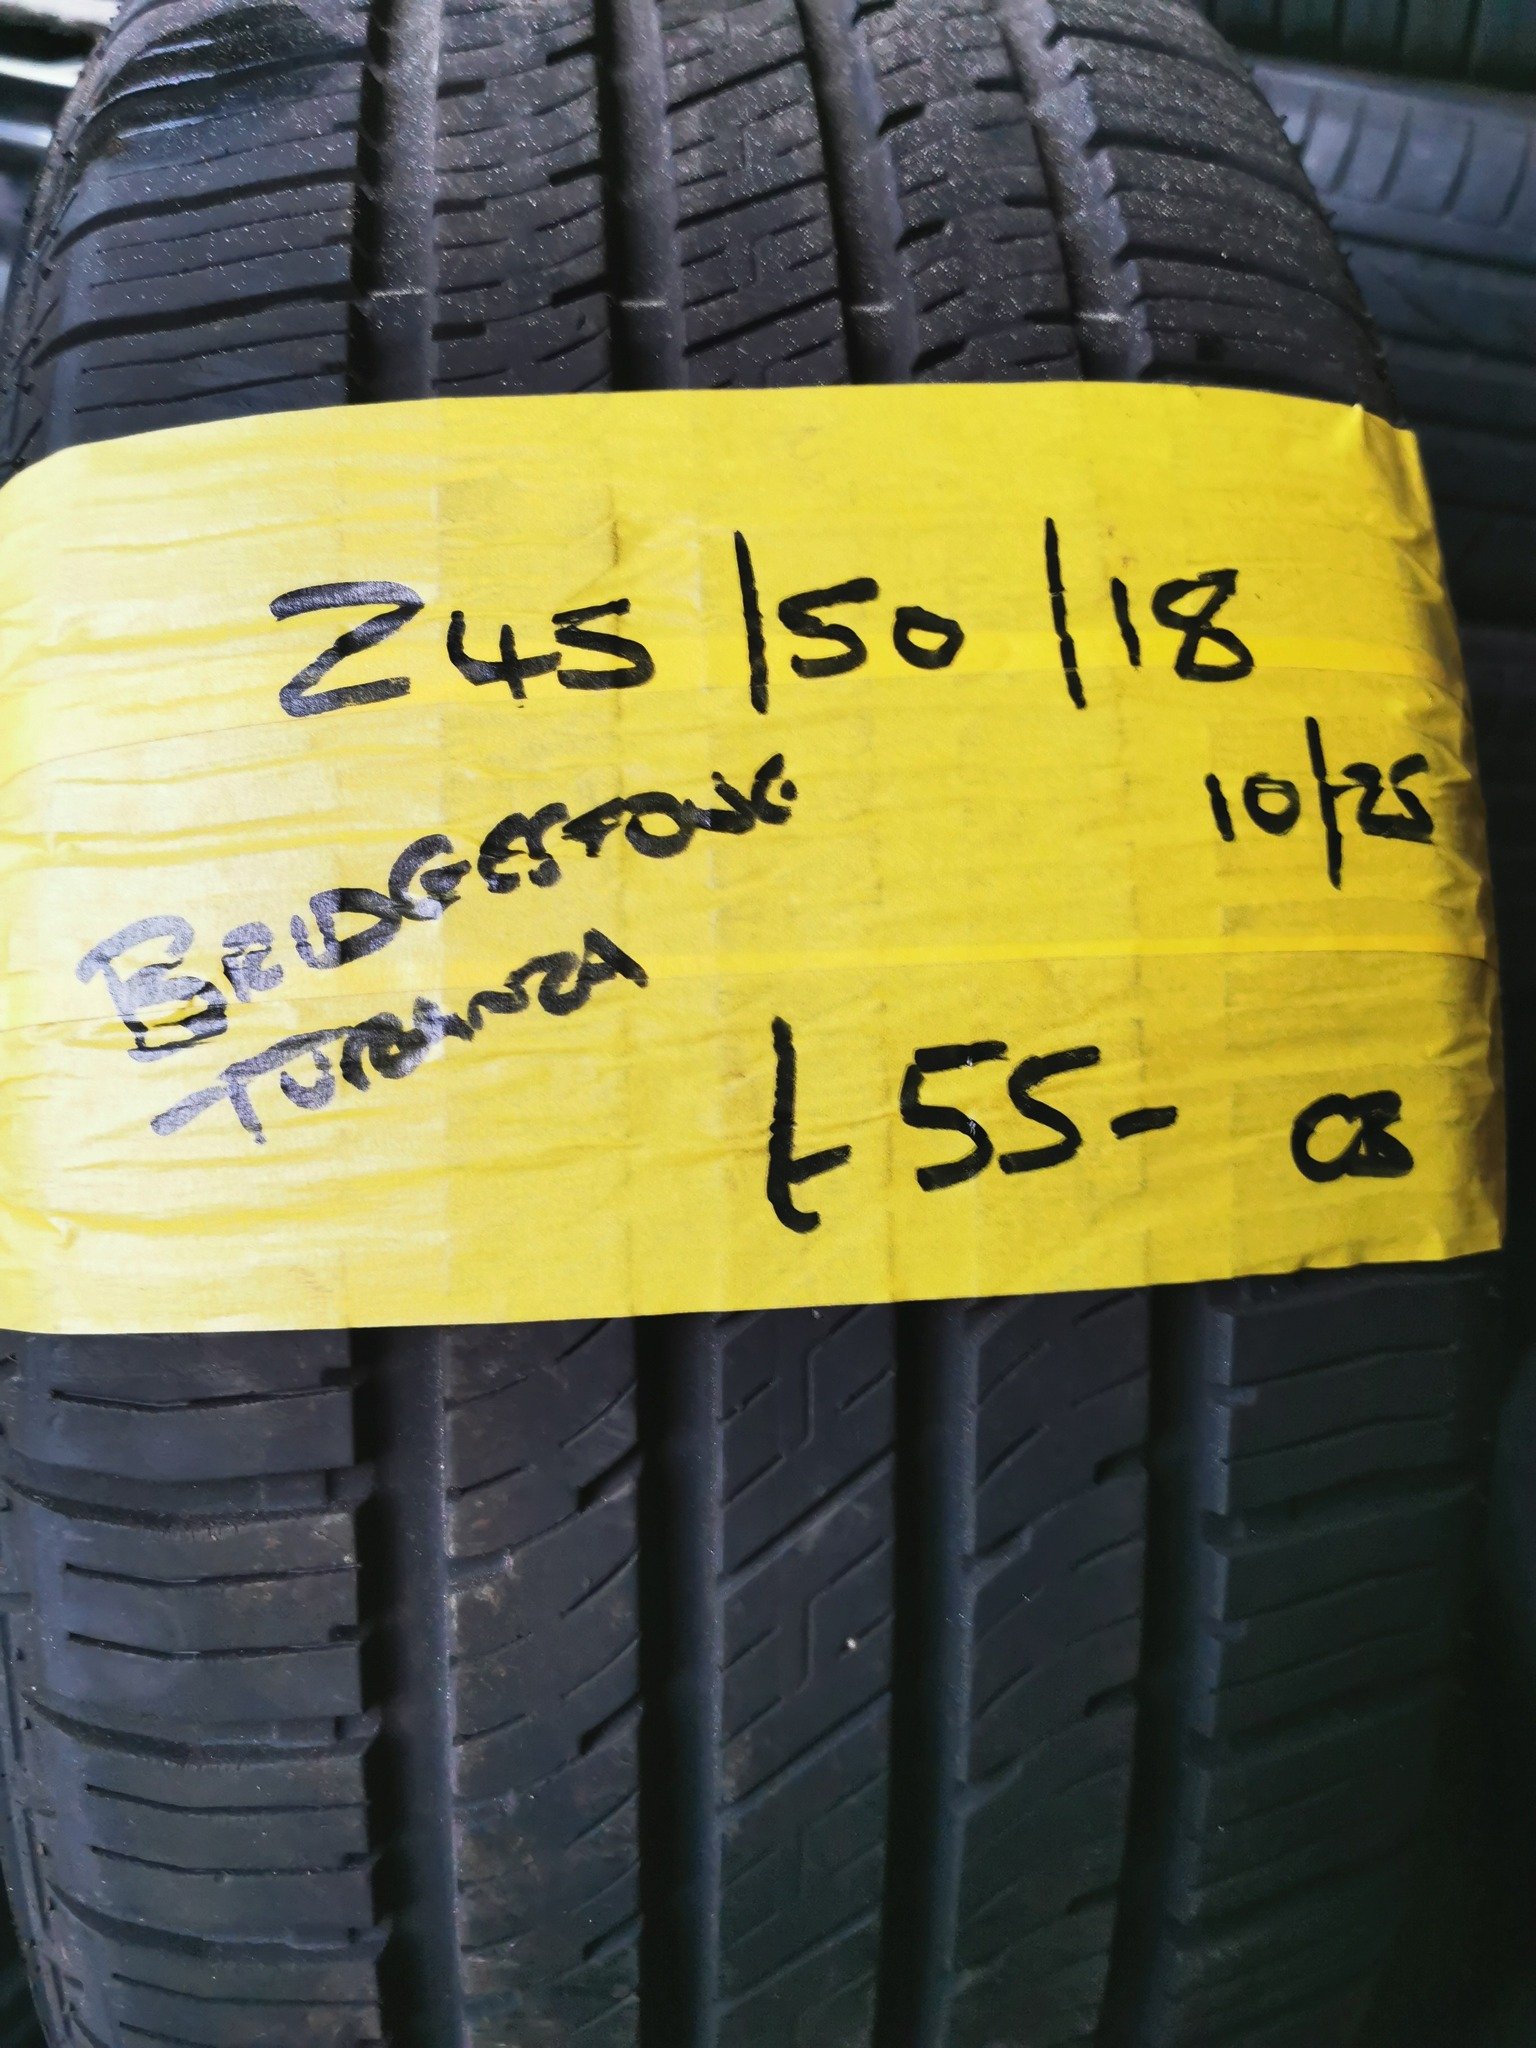 245/50/18
10/25
BRIDGESTONE
TURANZA
£55-